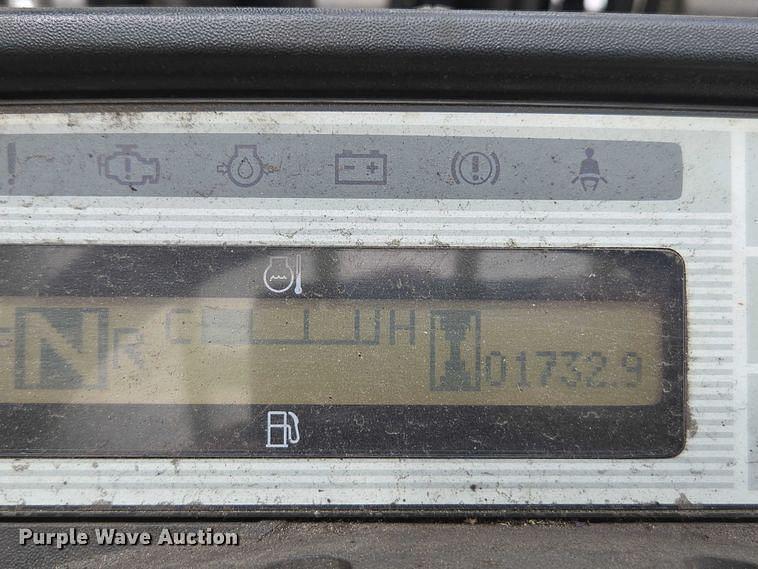 N R C H 01732.9
Purple Wave Auction